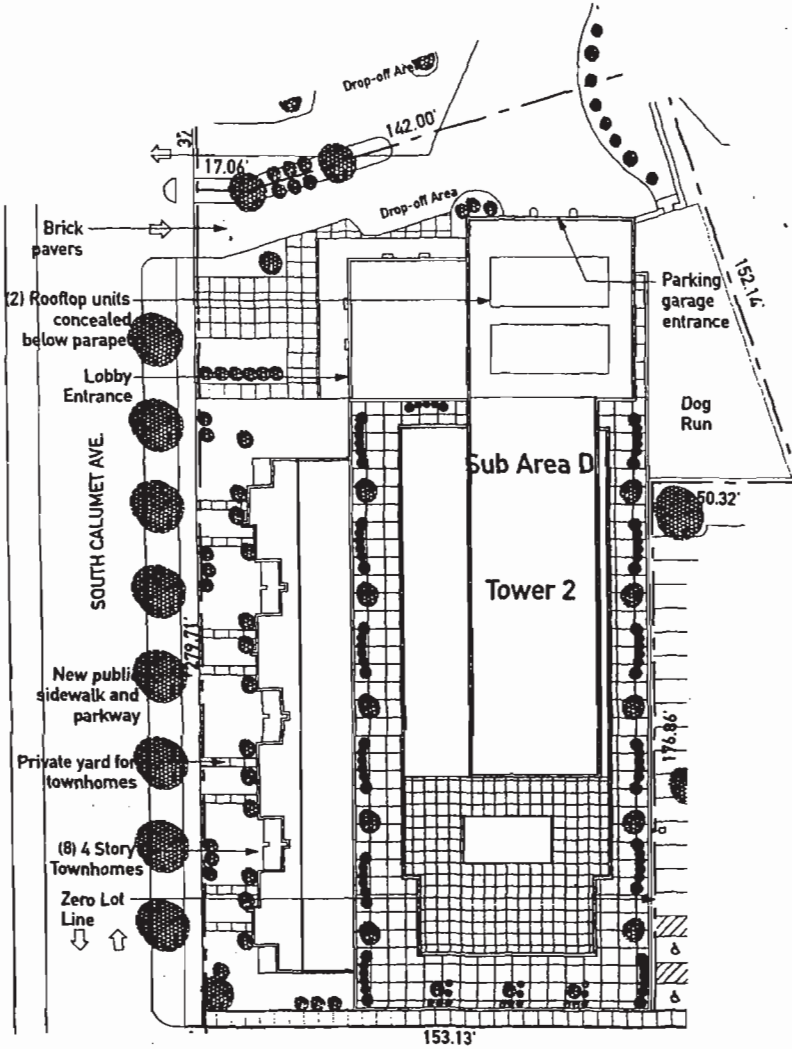 Drop-off Area
142.00'
32
17.06'
Drop-off Area
Brick
pavers
152.14'
(2) Rooftop units
concealed
below parapet
Parking
garage
entrance
Lobby
Entrance
Dog
Run
Sub Area D
50.32'
SOUTH CALUMET AVE.
Tower 2
279.71'
New public
sidewalk and
parkway
176.86'
Private yard for
townhomes
(8) 4 Story
Townhomes
Zero Lot
Line
153.13'